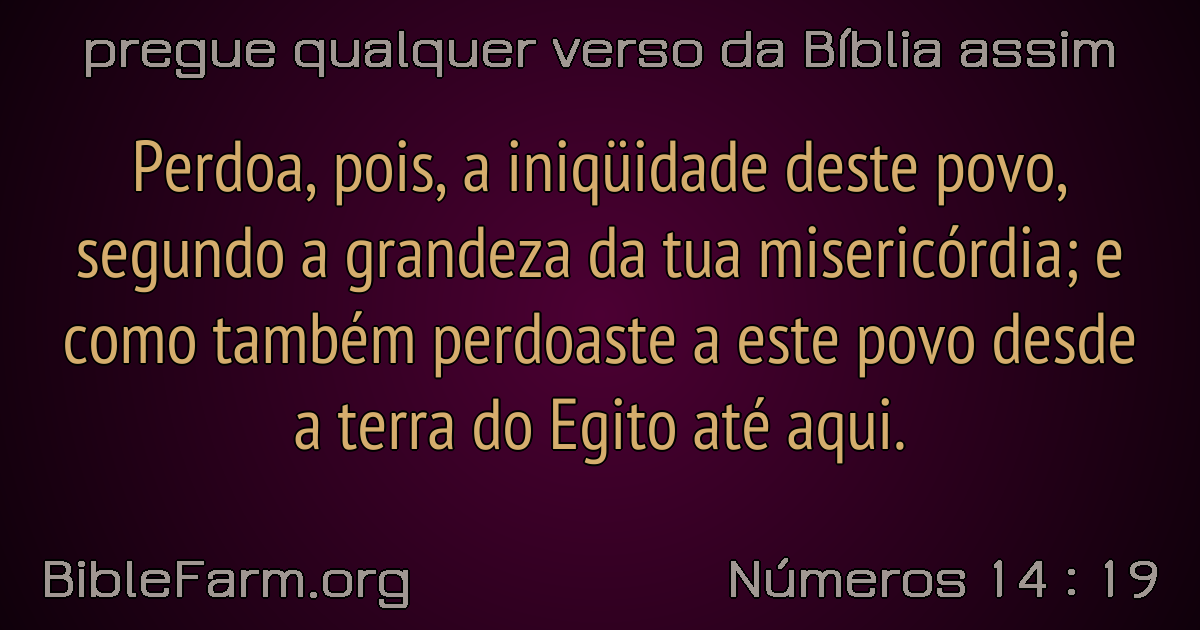 pregue qualquer verso da Bíblia assim
Perdoa, pois, a iniqüidade deste povo,
segundo a grandeza da tua misericórdia; e
como também perdoaste a este povo desde
a terra do Egito até aqui.
BibleFarm.org
Números 14 : 19